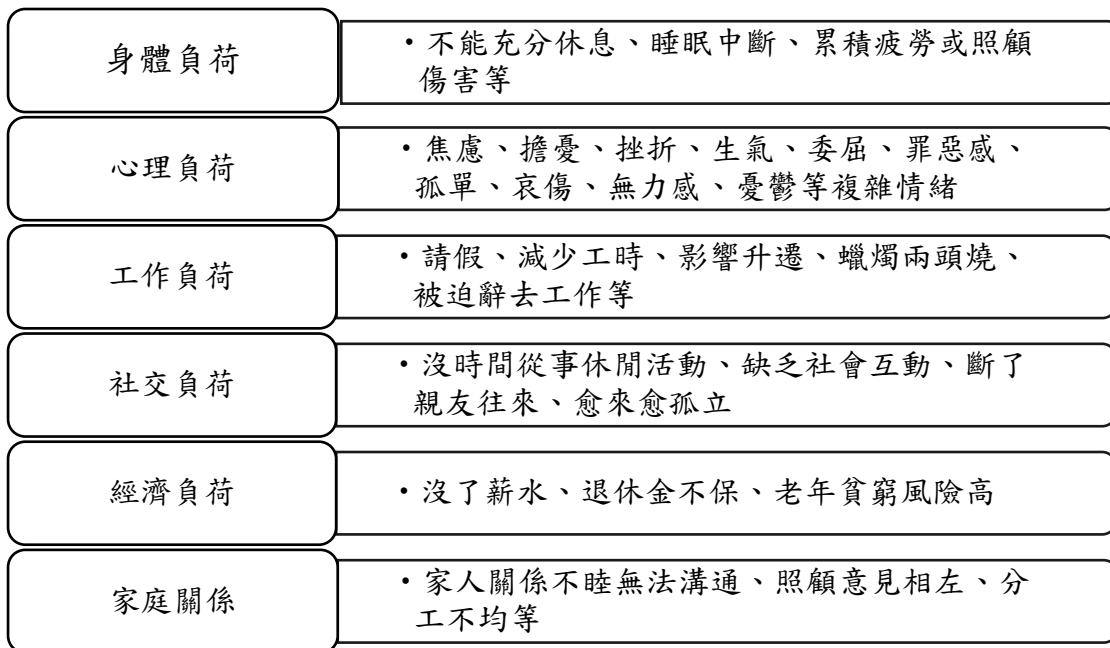 身體負荷
•不能充分休息、睡眠中斷、累積疲勞或照顧
傷害等
心理負荷
•焦慮、擔憂、挫折、生氣、委屈、罪惡感、
孤單、哀傷、無力感、憂鬱等複雜情緒
工作負荷
•請假、減少工時、影響升遷、蠟燭兩頭燒、
被迫辭去工作等
社交負荷
•沒時間從事休閒活動、缺乏社會互動、斷了
親友往來、愈來愈孤立
經濟負荷
•沒了薪水、退休金不保、老年貧窮風險高
家庭關係
•家人關係不睦無法溝通、照顧意見相左、分
工不均等